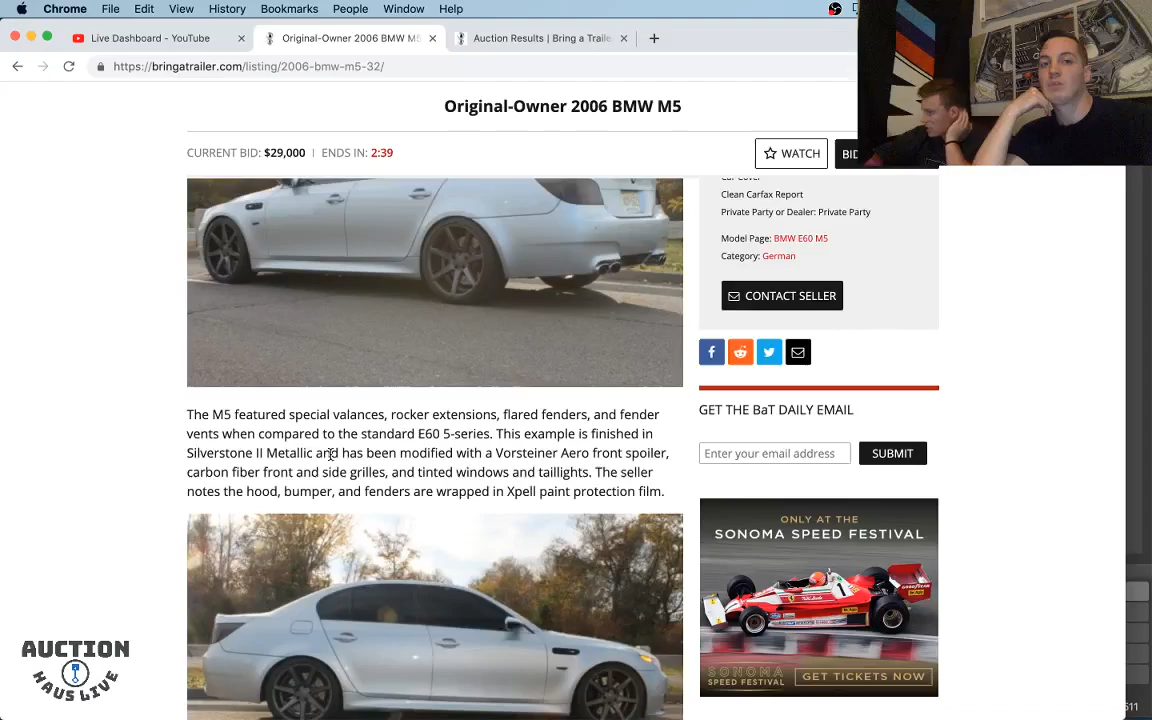 Chrome File Edit View History Bookmarks People Window Help
Live Dashboard - YouTube
Original-Owner 2006 BMW M5
Auction Results | Bring a Traile
https://bringatrailer.com/listing/2006-bmw-m5-32/
Original-Owner 2006 BMW M5
CURRENT BID: $29,000 | ENDS IN: 2:39
WATCH
BID
Clean Carfax Report
Private Party or Dealer: Private Party
Model Page: BMW E60 M5
Category: German
CONTACT SELLER
The M5 featured special valances, rocker extensions, flared fenders, and fender
vents when compared to the standard E60 5-series. This example is finished in
Silverstone II Metallic and has been modified with a Vorsteiner Aero front spoiler,
carbon fiber front and side grilles, and tinted windows and taillights. The seller
notes the hood, bumper, and fenders are wrapped in Xpell paint protection film.
GET THE BaT DAILY EMAIL
Enter your email address
SUBMIT
ONLY AT THE
SONOMA SPEED FESTIVAL
1
SONOMA
SPEED FESTIVAL
GET TICKETS NOW
AUCTION
HAUS LIVE